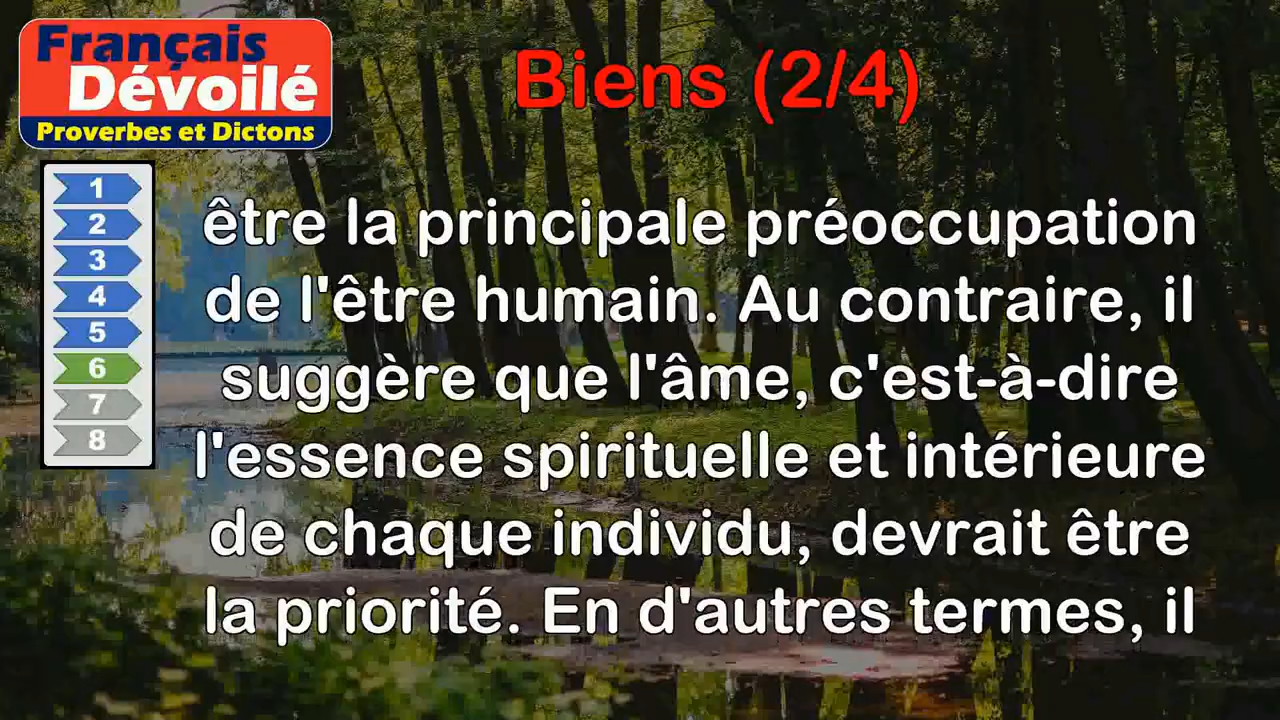 Français
Dévoilé
Proverbes et Dictons
Biens (2/4)
1
2
3
4
5
6
7
8
être la principale préoccupation
de l'être humain. Au contraire, il
suggère que l'âme, c'est-à-dire
l'essence spirituelle et intérieure
de chaque individu, devrait être
la priorité. En d'autres termes, il